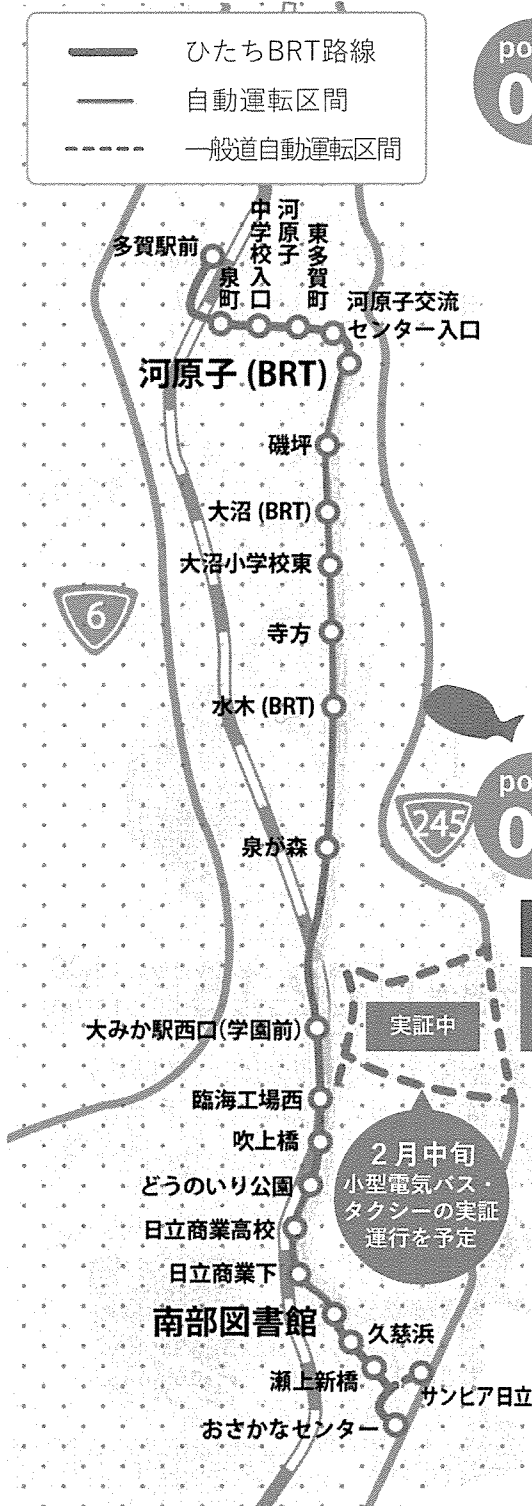 ひたちBRT路線
自動運転区間
一般道自動運転区間
po
0
多賀駅前
泉町
中学校入口
河原子
東多賀町
河原子交流
センター入口
河原子 (BRT)
磯坪
大沼 (BRT)
大沼小学校東
6
寺方
水木 (BRT)
po
0
245
泉が森
大みか駅西口(学園前)
実証中
臨海工場西
吹上橋
どうのいり公園
日立商業高校
日立商業下
2月中旬
小型電気バス・
タクシーの実証
運行を予定
南部図書館
久慈浜
瀬上新橋
サンピア日立
おさかなセンター